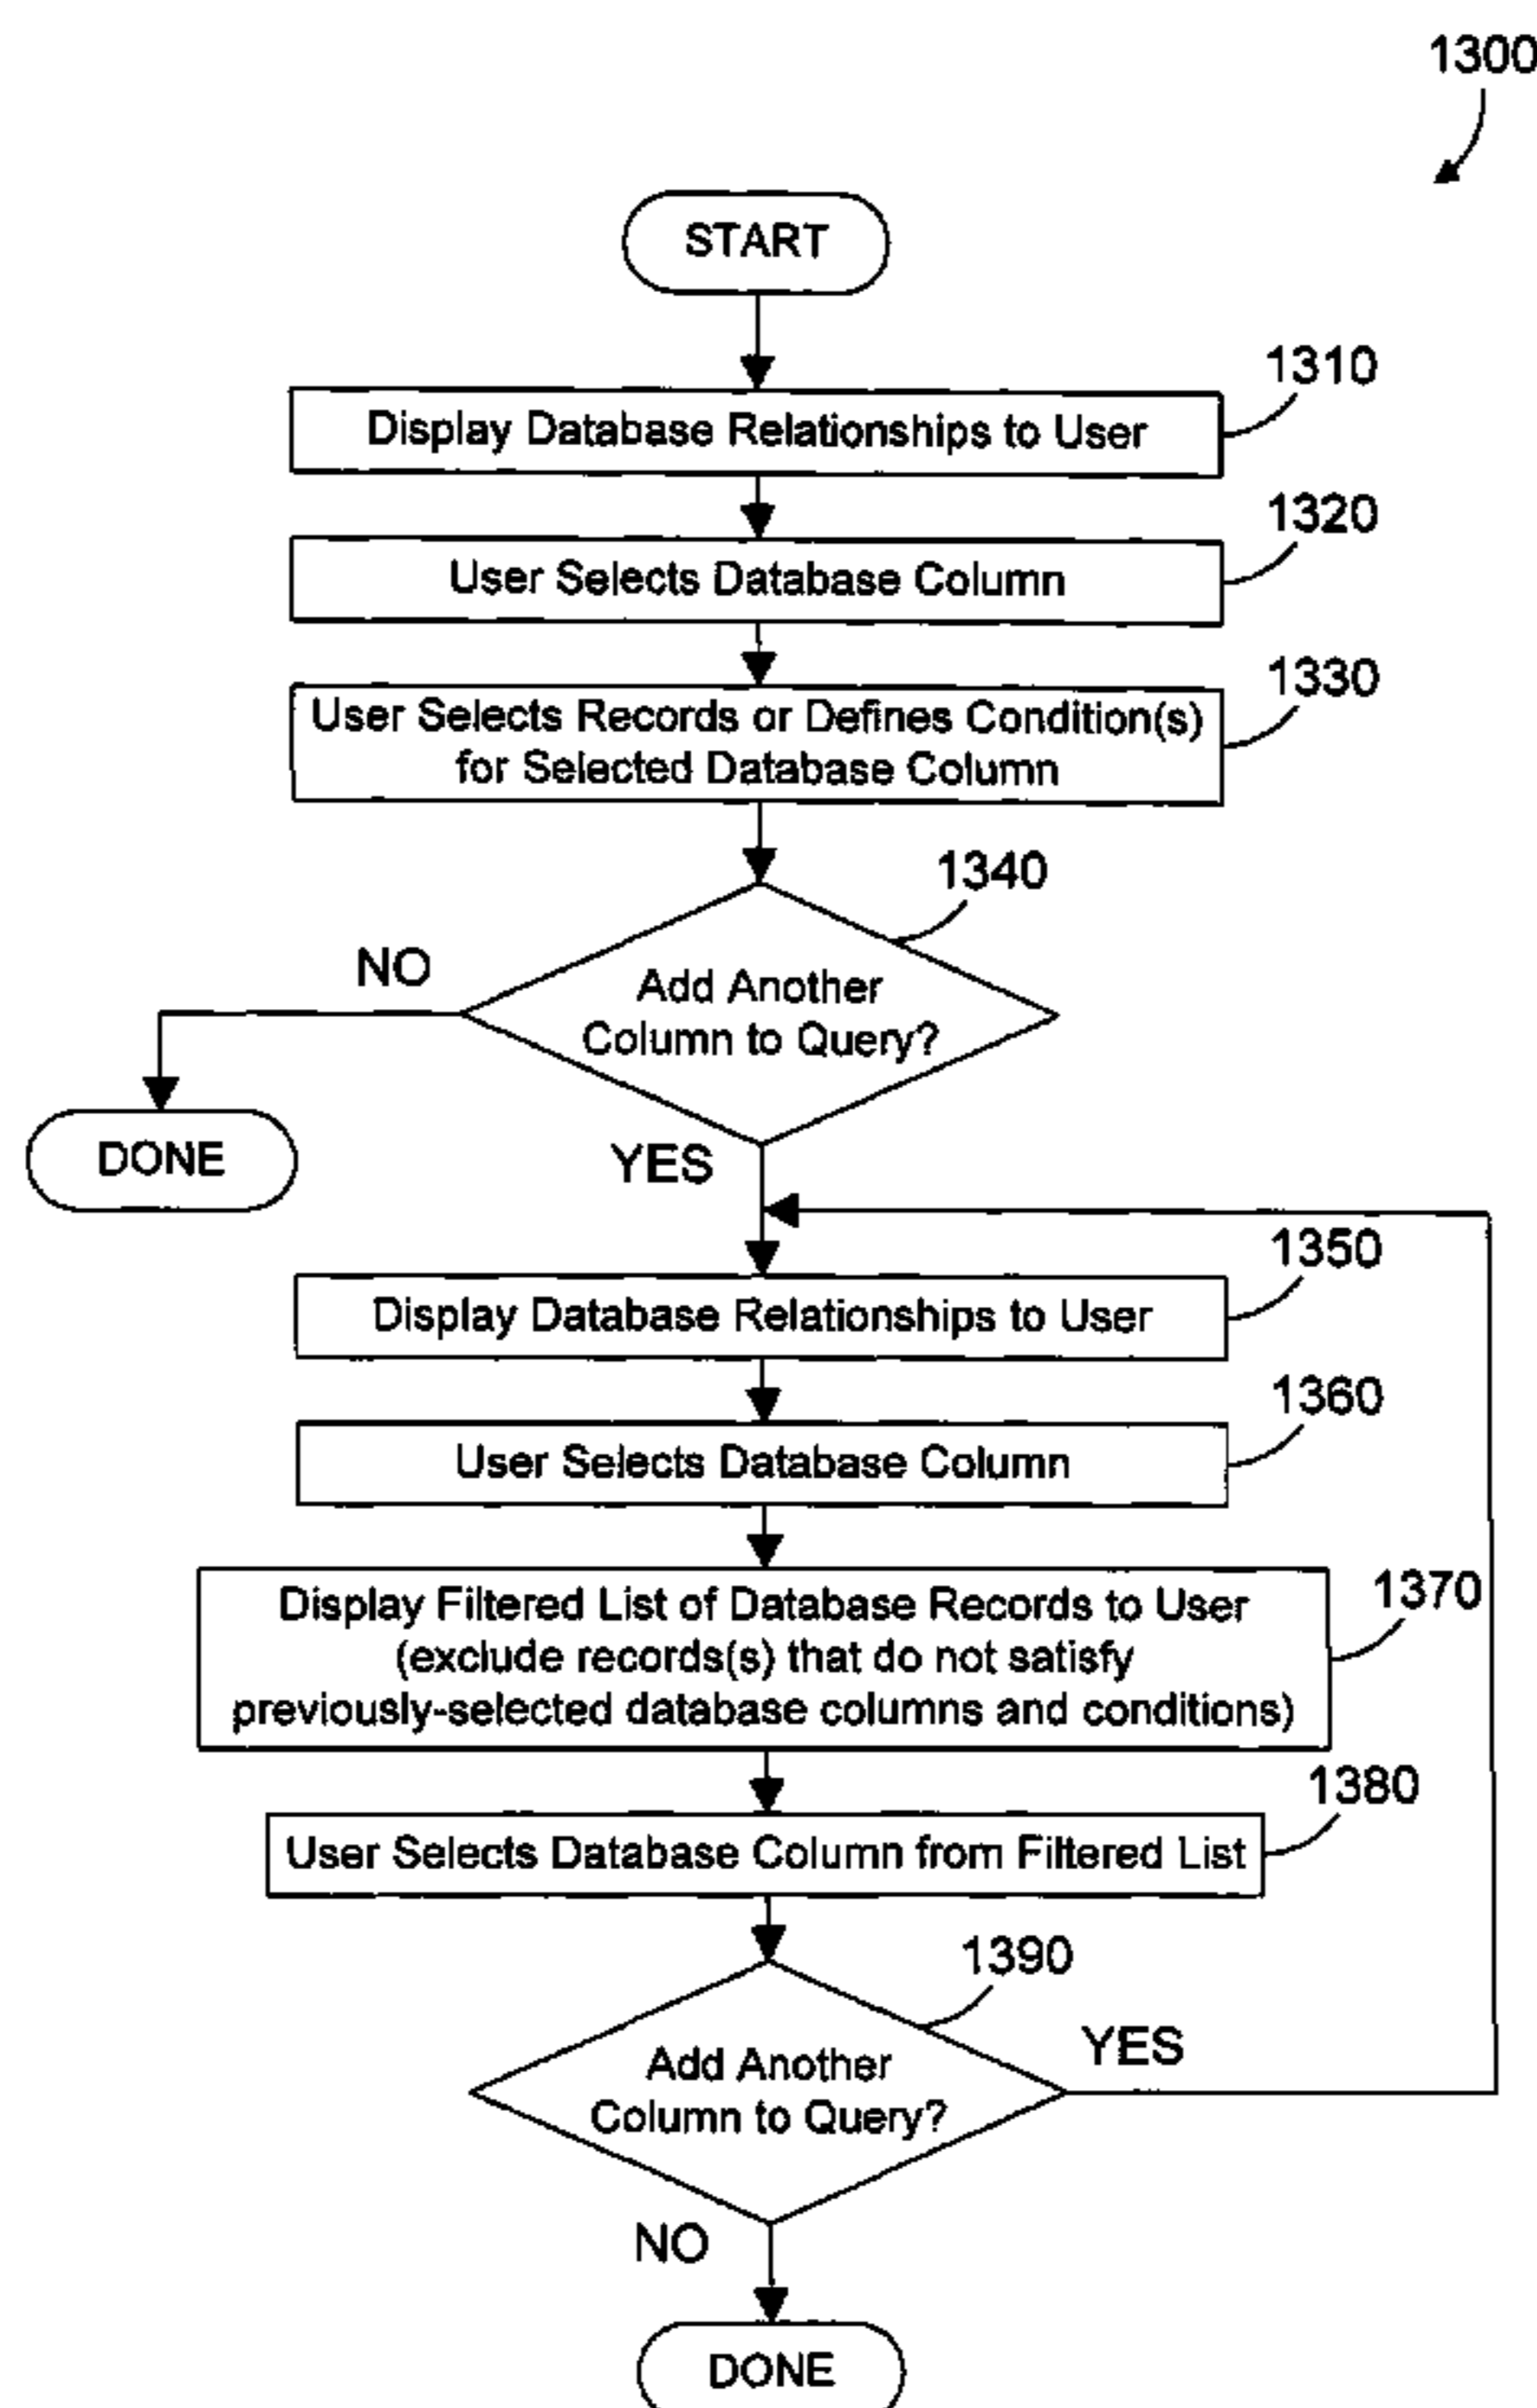 1300
START
1310
Display Database Relationships to User
1320
User Selects Database Column
1330
User Selects Records or Defines Condition(s)
for Selected Database Column
1340
NO
Add Another
Column to Query?
DONE
YES
1350
Display Database Relationships to User
1360
User Selects Database Column
1370
Display Filtered List of Database Records to User
(exclude records(s) that do not satisfy
previously-selected database columns and conditions)
1380
User Selects Database Column from Filtered List
1390
YES
Add Another
Column to Query?
NO
DONE